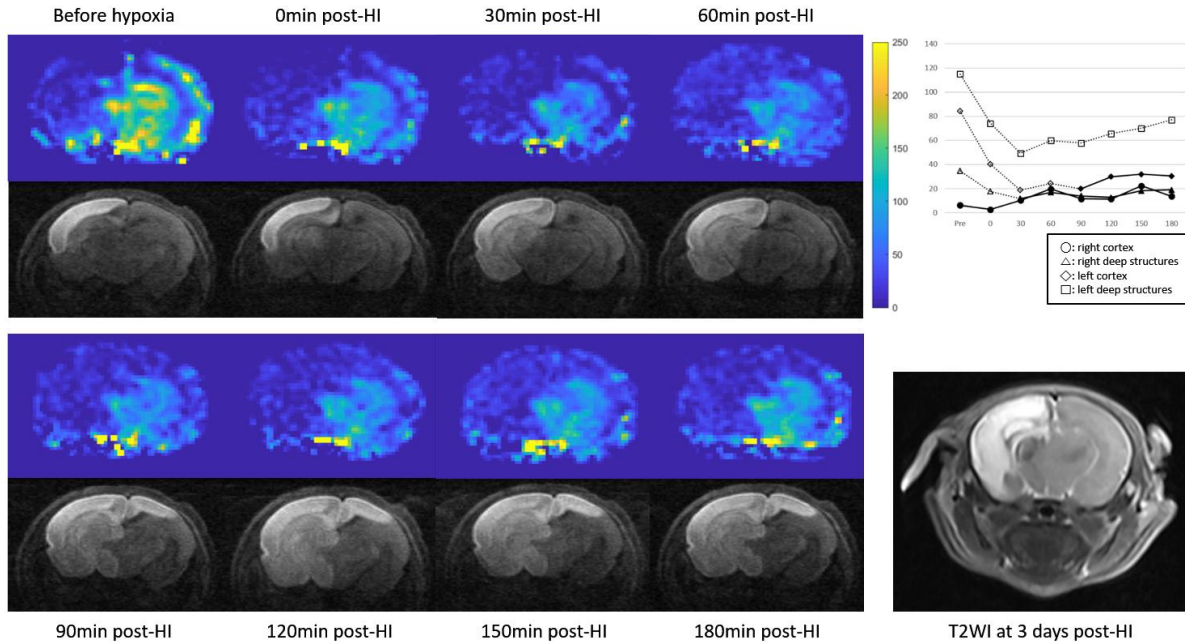 Before hypoxia
0min post-HI
30min post-HI
60min post-HI
250
200
150
100
50
0
140
120
100
80
60
40
20
0
Pre 0 30 60 90 120 150 180
○: right cortex
△: right deep structures
◇: left cortex
□: left deep structures
90min post-HI
120min post-HI
150min post-HI
180min post-HI
T2WI at 3 days post-HI